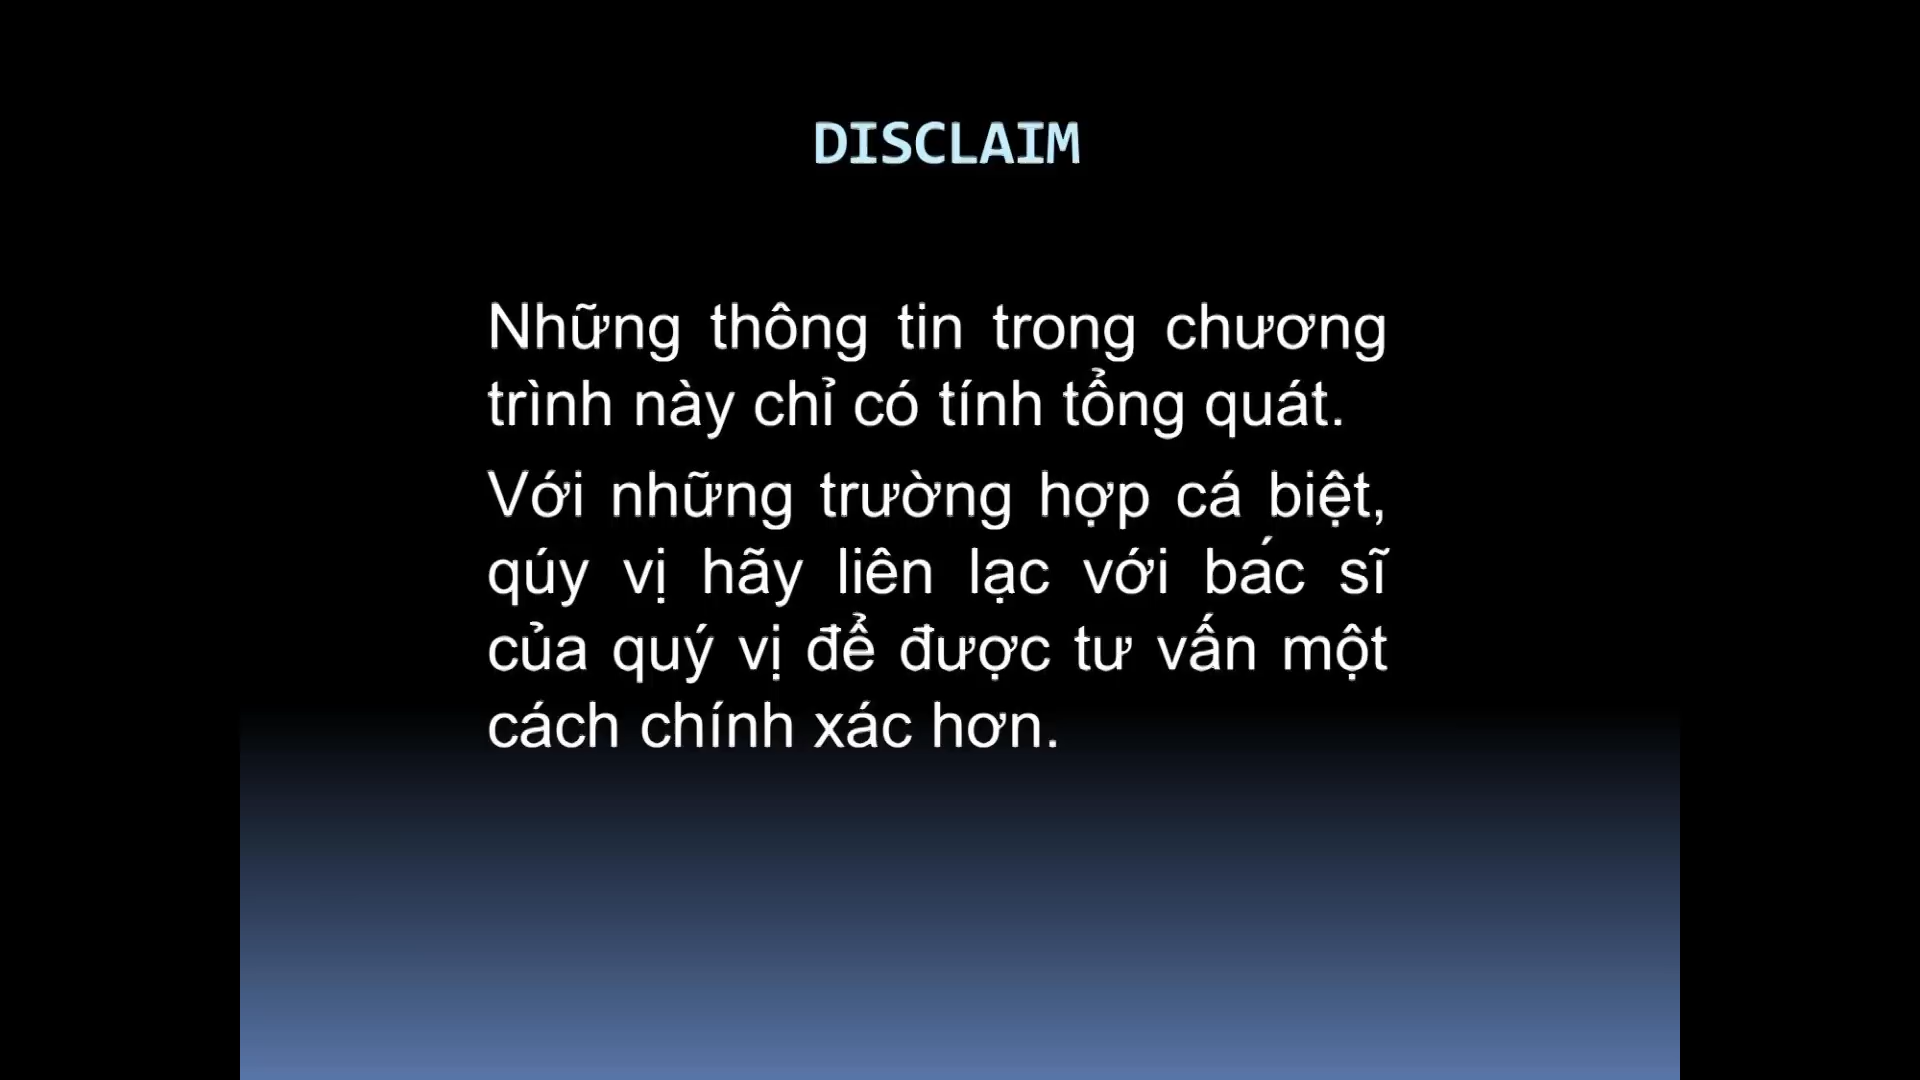 DISCLAIM
Những thông tin trong chương
trình này chỉ có tính tổng quát.
Với những trường hợp cá biệt,
qúy vị hãy liên lạc với bác sĩ
của quý vị để được tư vấn một
cách chính xác hơn.